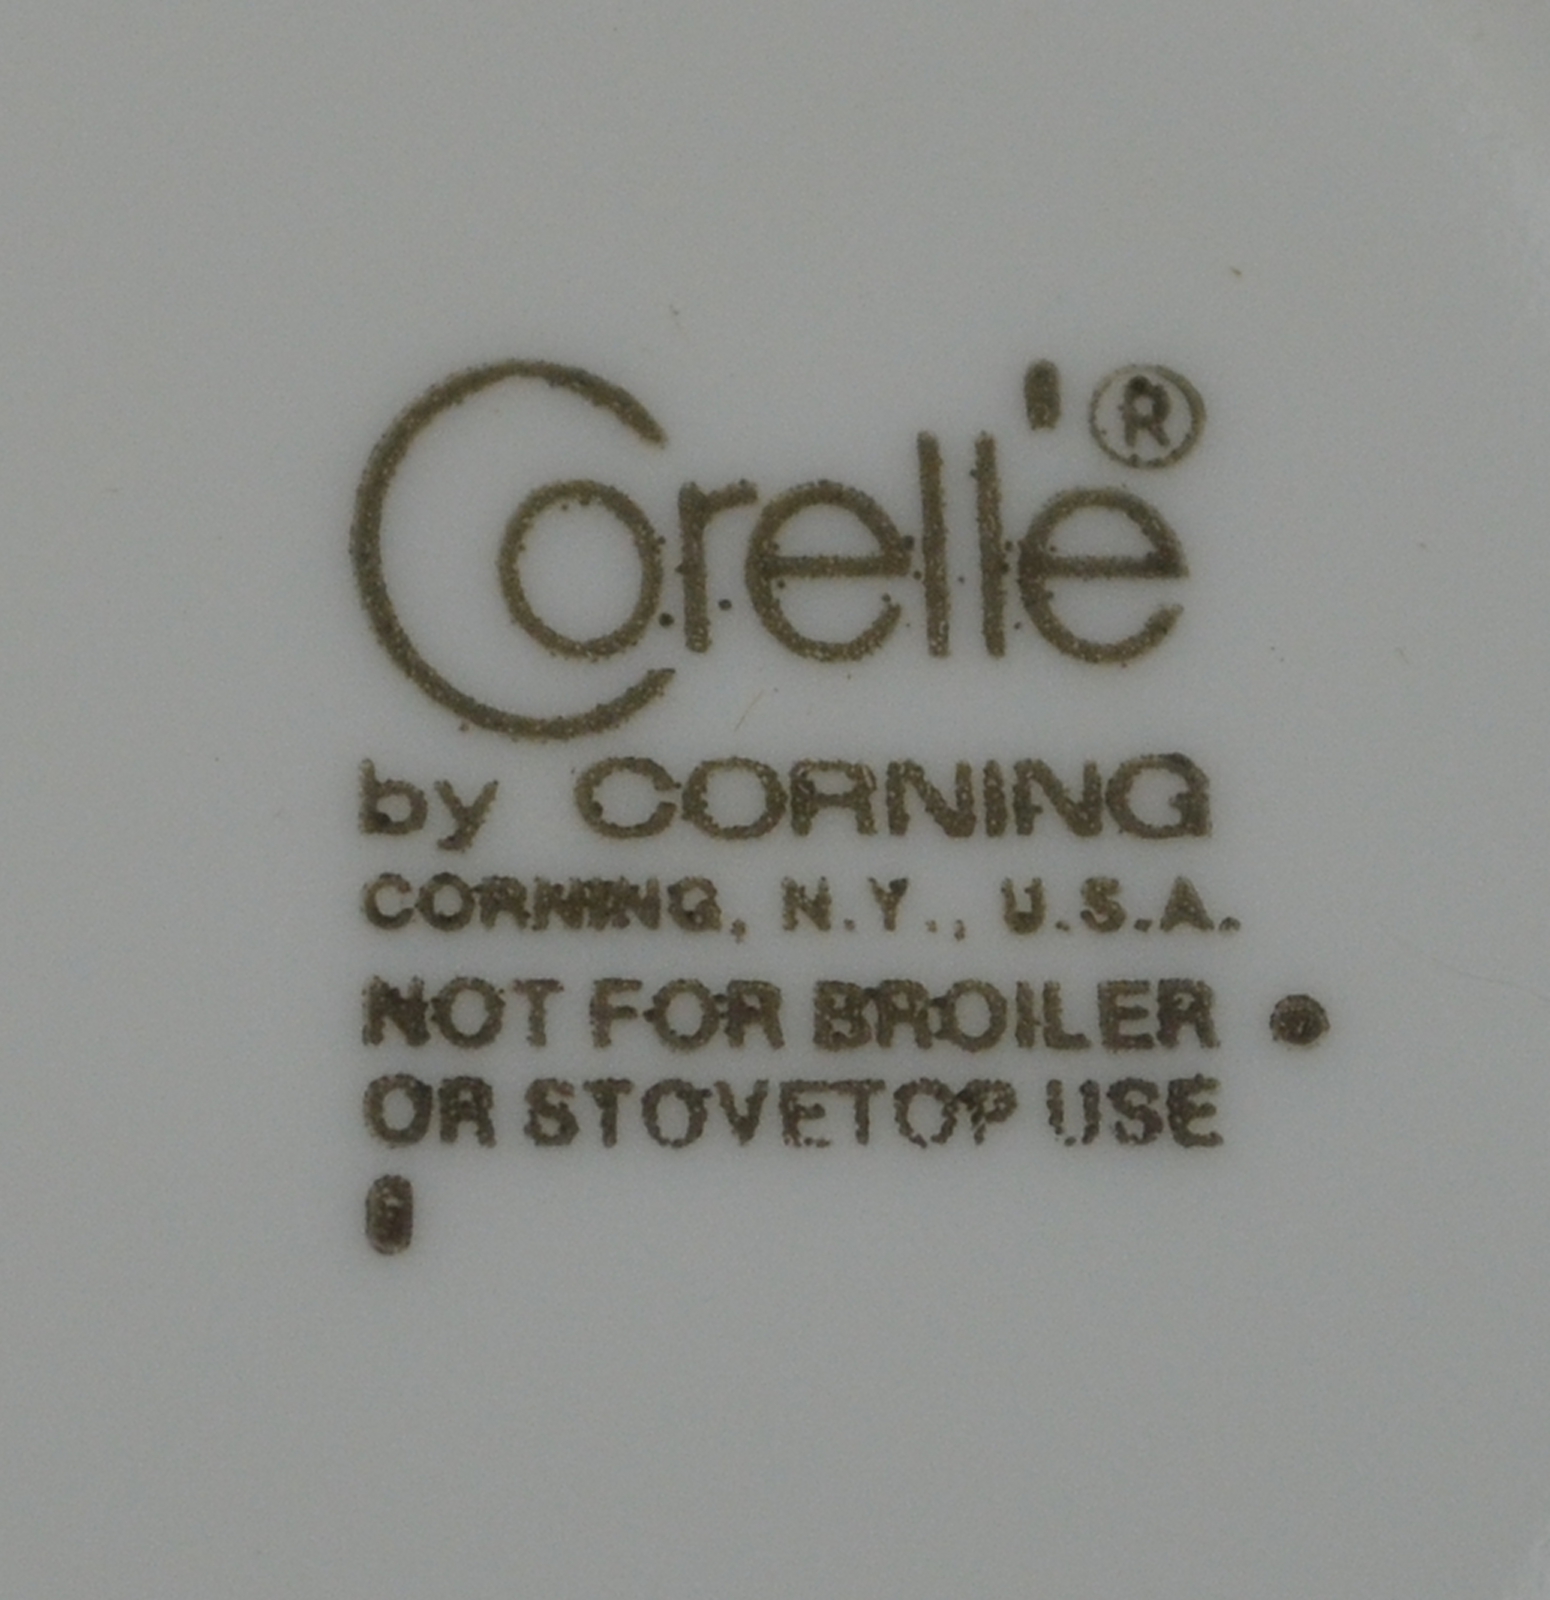 Corelle®
by CORNING
CORNING, N.Y., U.S.A.
NOT FOR BROILER
OR STOVETOP USE